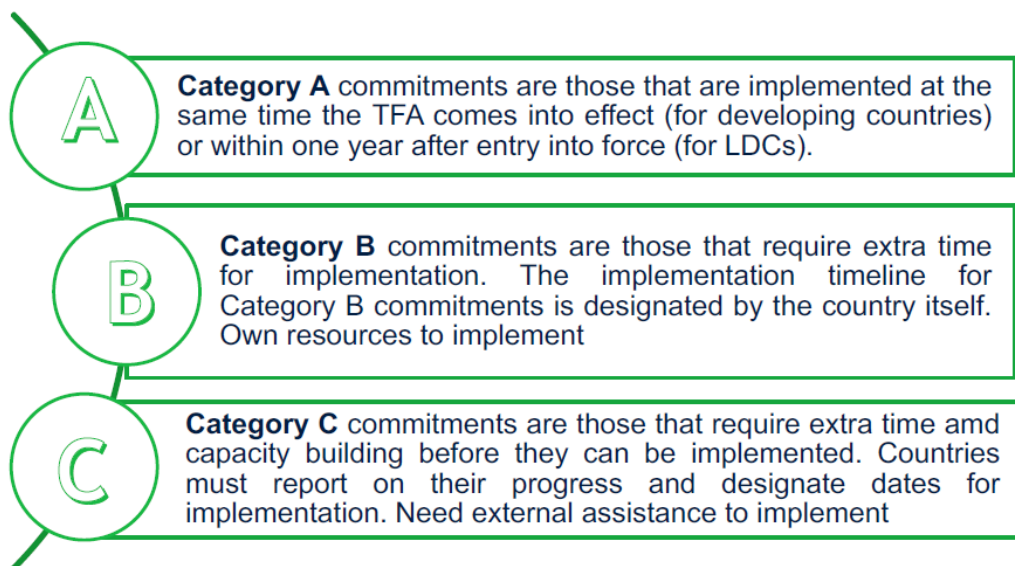 A
Category A commitments are those that are implemented at the
same time the TFA comes into effect (for developing countries)
or within one year after entry into force (for LDCs).
B
Category B commitments are those that require extra time
for implementation. The implementation timeline for
Category B commitments is designated by the country itself.
Own resources to implement
C
Category C commitments are those that require extra time amd
capacity building before they can be implemented. Countries
must report on their progress and designate dates for
implementation. Need external assistance to implement